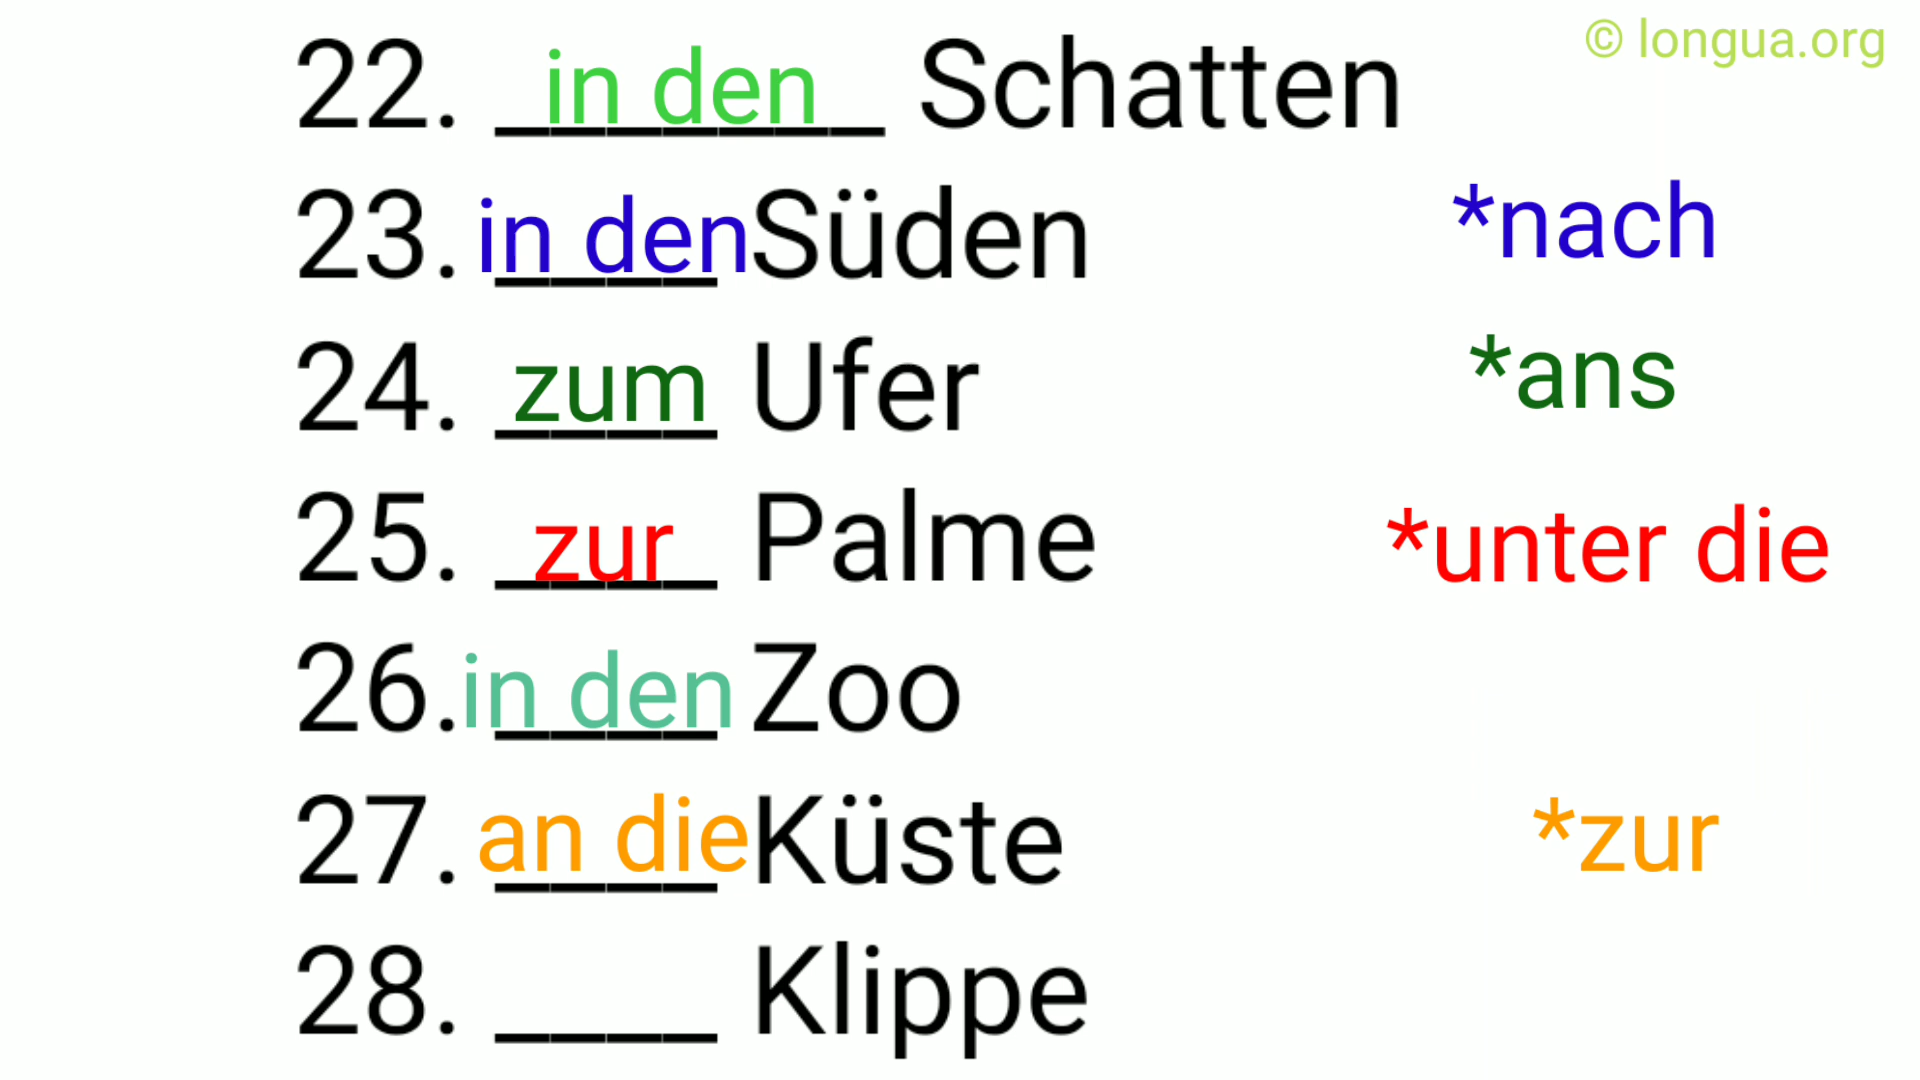 © longua.org
22. in den Schatten
23. in den Süden *nach
24. zum Ufer *ans
25. zur Palme *unter die
26. in den Zoo
27. an die Küste *zur
28. ____ Klippe